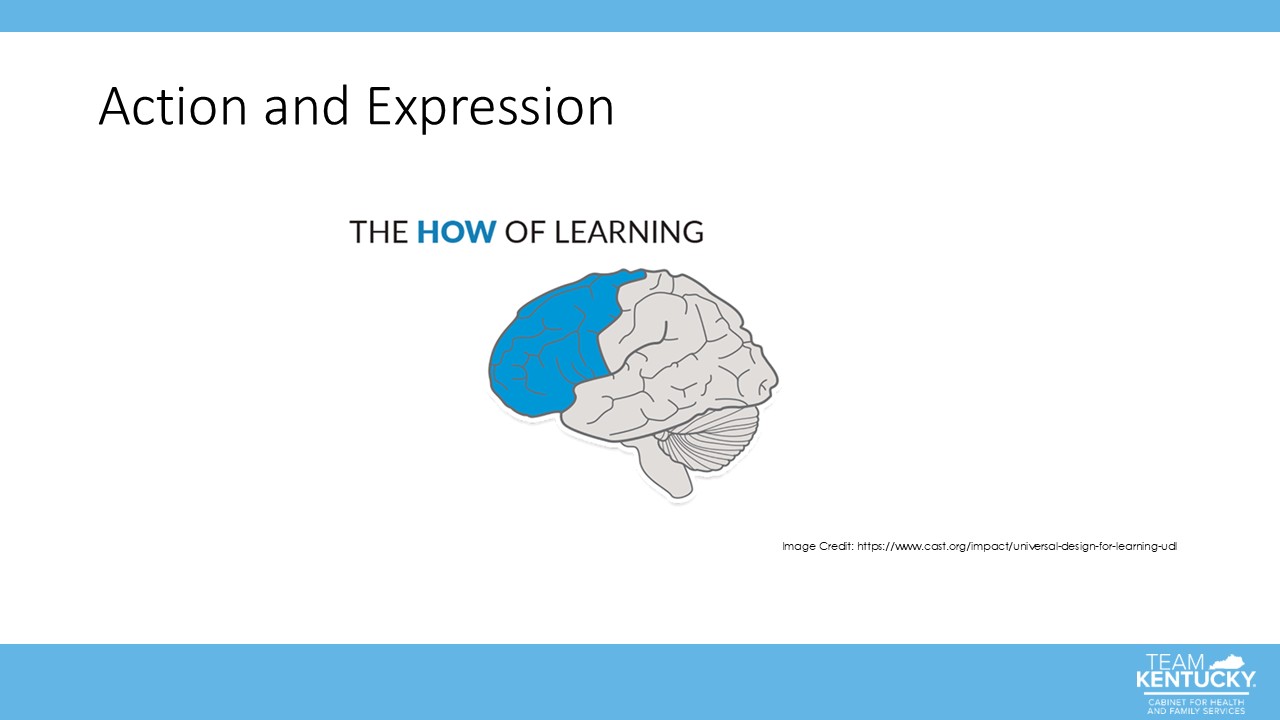 Action and Expression
THE HOW OF LEARNING
Image Credit: https://www.cast.org/impact/universal-design-for-learning-udl
TEAM
KENTUCKY.
CABINET FOR HEALTH
AND FAMILY SERVICES